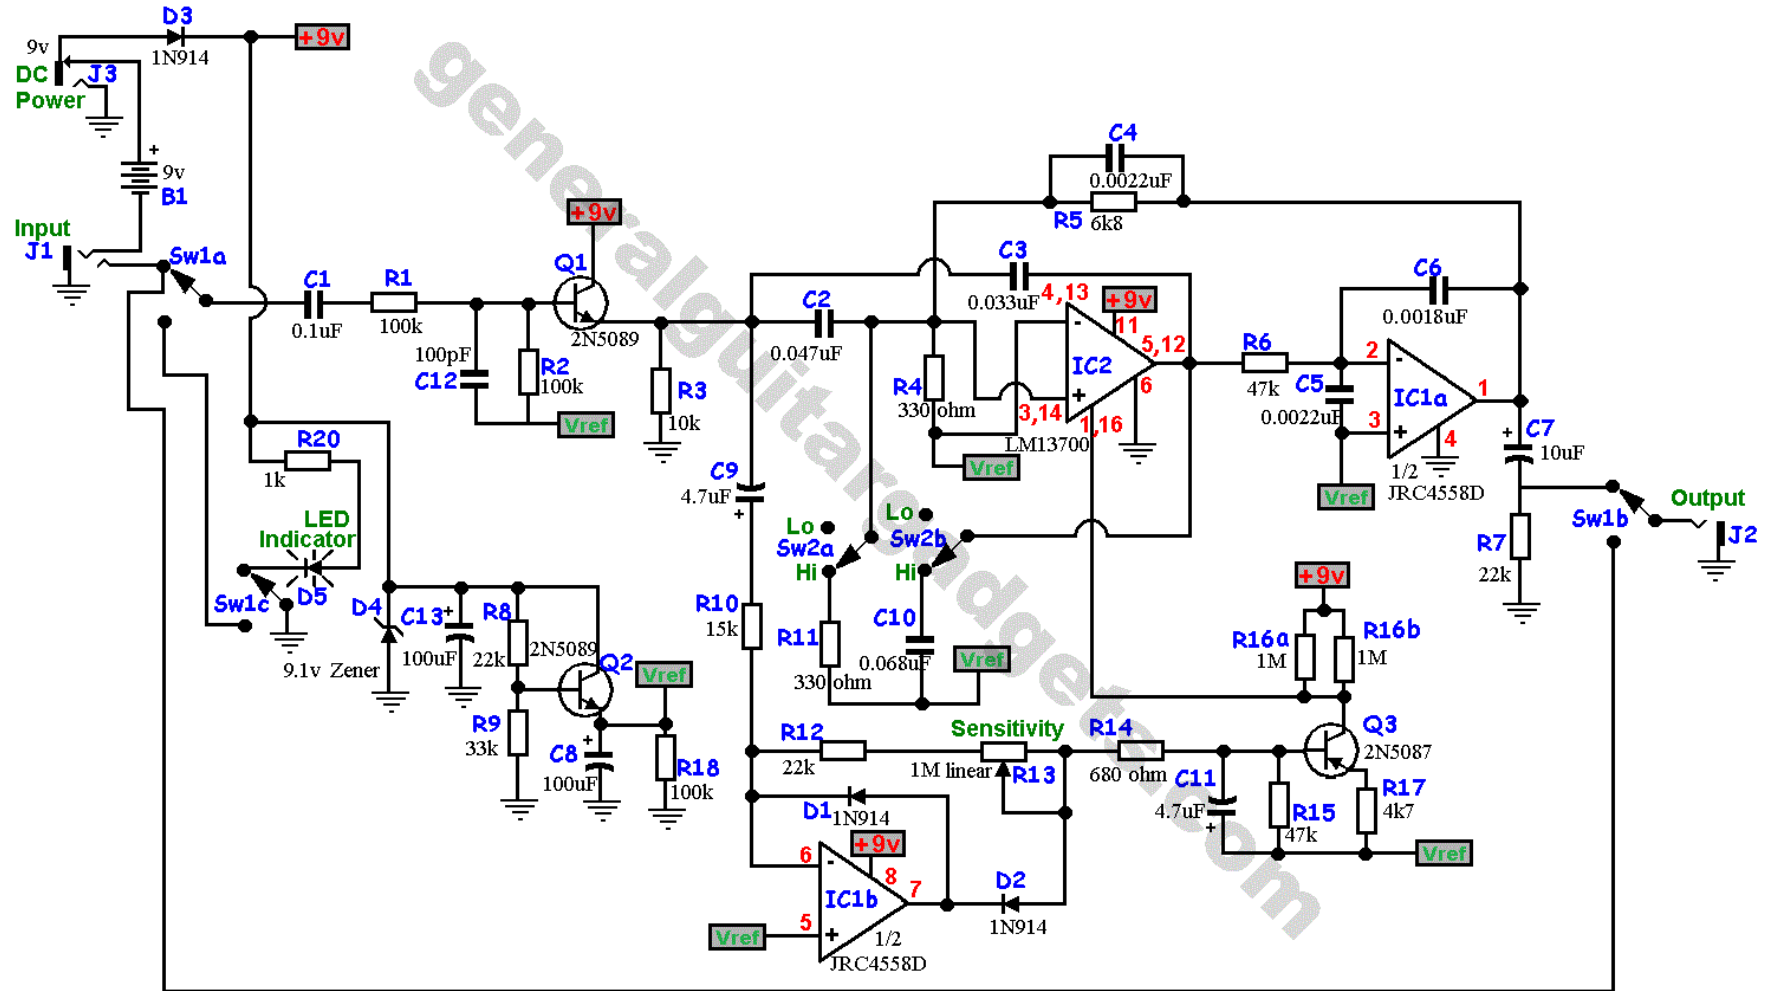 D3
+9v
1N914
9v
DC
Power
J3
+
9v
B1
Input
J1
Sw1a
C1
0.1uF
R1
100k
Q1
+9v
2N5089
100pF
C12
R2
100k
Vref
R3
10k
C2
0.047uF
C3
0.033uF
C4
0.0022uF
R5
6k8
4,13
+9v
11
-
5,12
IC2
6
+
3,14
1,16
LM13700
R4
330 ohm
Vref
R6
47k
C6
0.0018uF
C5
0.0022uF
2
-
IC1a
1
3
+
4
1/2
JRC4558D
Vref
+
C7
10uF
R7
22k
Sw1b
Output
J2
R20
1k
LED
Indicator
D5
Sw1c
D4
9.1v Zener
C13
+
100uF
R8
22k
2N5089
Q2
Vref
R9
33k
+
C8
100uF
R18
100k
C9
4.7uF
+
R10
15k
Lo
Sw2a
Hi
Lo
Sw2b
Hi
R11
330 ohm
C10
0.068uF
Vref
R12
22k
Sensitivity
1M linear
R13
R14
680 ohm
C11
4.7uF
+
R15
47k
+9v
R16a
1M
R16b
1M
Q3
2N5087
R17
4k7
Vref
D1
1N914
+9v
6
-
8
7
IC1b
5
+
Vref
1/2
JRC4558D
D2
1N914
generalguitargadgets.com